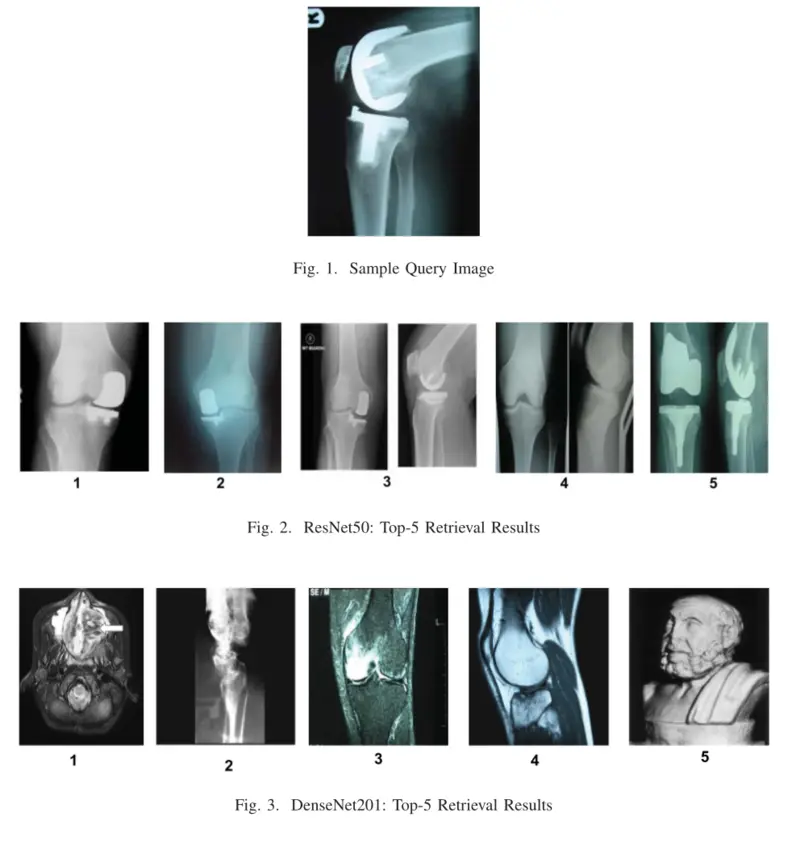 R
Fig. 1. Sample Query Image
1
2
3
4
5
Fig. 2. ResNet50: Top-5 Retrieval Results
SE / M
L
1
2
3
4
5
Fig. 3. DenseNet201: Top-5 Retrieval Results